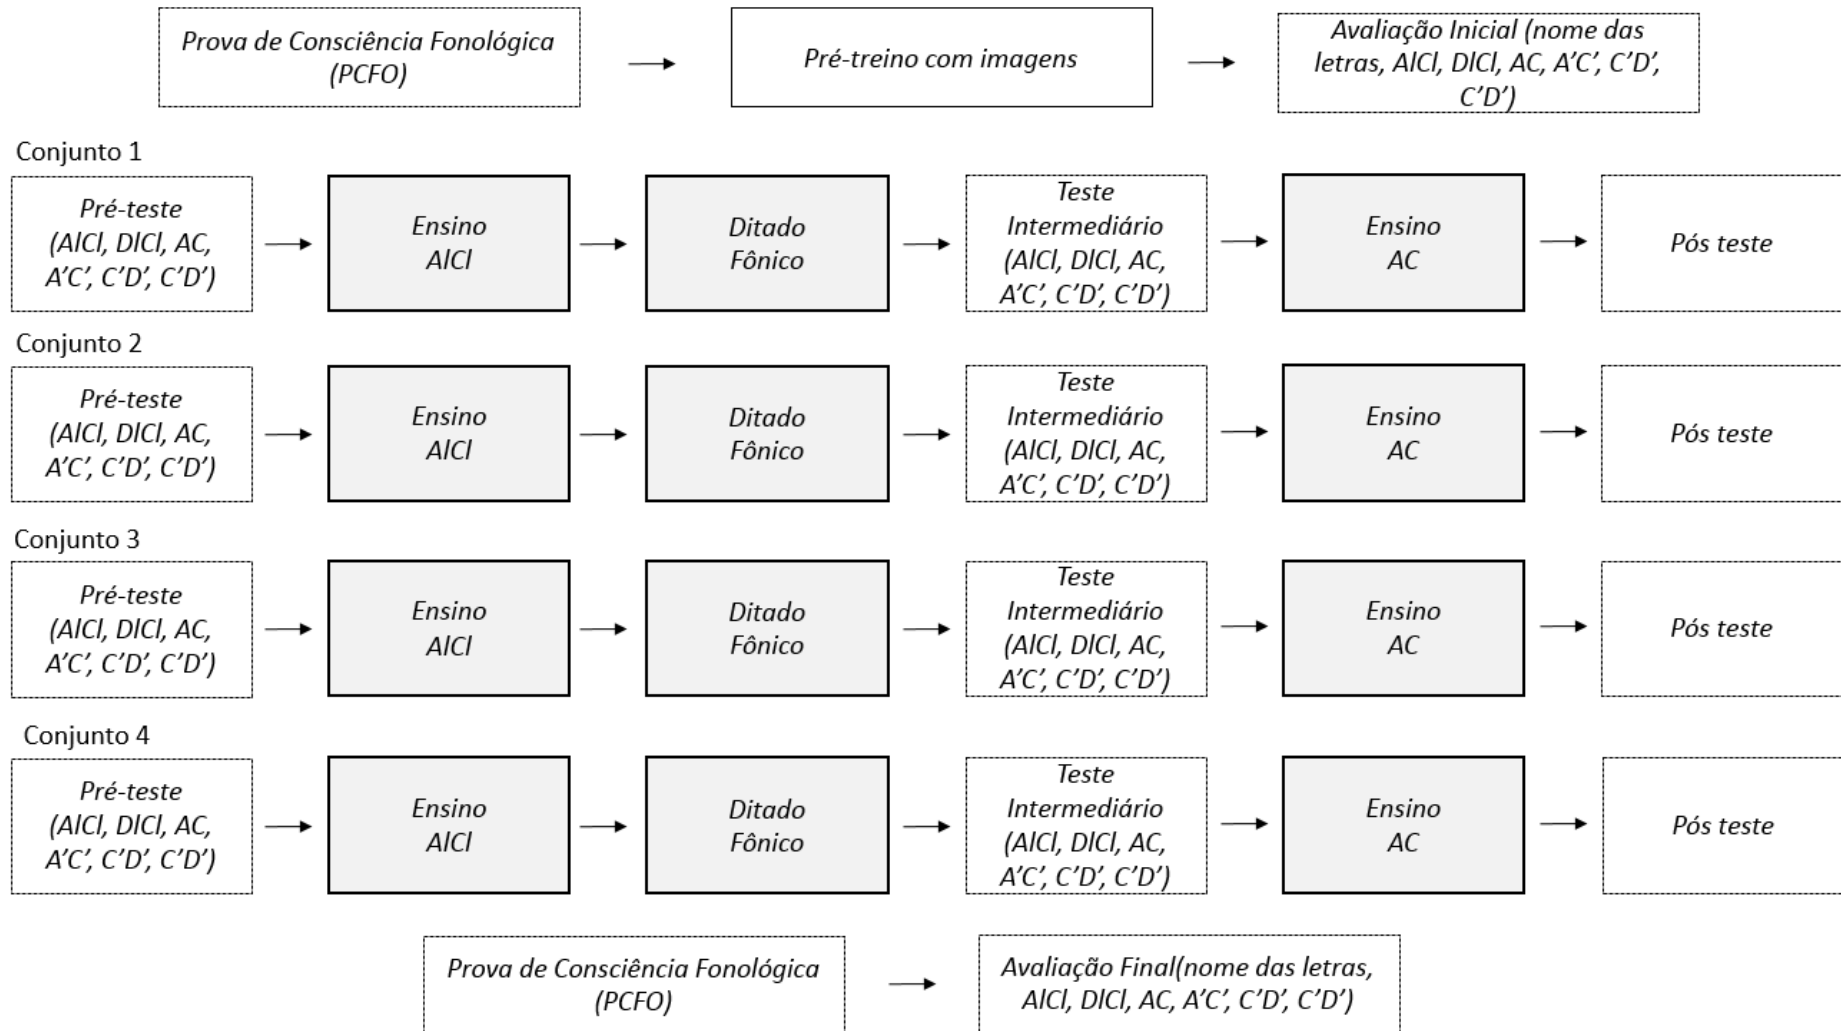 Prova de Consciência Fonológica
(PCFO)
Pré-treino com imagens
Avaliação Inicial (nome das
letras, AlCl, DlCl, AC, A’C’, C’D’,
C’D’)
Conjunto 1
Pré-teste
(AlCl, DlCl, AC,
A’C’, C’D’, C’D’)
Ensino
AlCl
Ditado
Fônico
Teste
Intermediário
(AlCl, DlCl, AC,
A’C’, C’D’, C’D’)
Ensino
AC
Pós teste
Conjunto 2
Pré-teste
(AlCl, DlCl, AC,
A’C’, C’D’, C’D’)
Ensino
AlCl
Ditado
Fônico
Teste
Intermediário
(AlCl, DlCl, AC,
A’C’, C’D’, C’D’)
Ensino
AC
Pós teste
Conjunto 3
Pré-teste
(AlCl, DlCl, AC,
A’C’, C’D’, C’D’)
Ensino
AlCl
Ditado
Fônico
Teste
Intermediário
(AlCl, DlCl, AC,
A’C’, C’D’, C’D’)
Ensino
AC
Pós teste
Conjunto 4
Pré-teste
(AlCl, DlCl, AC,
A’C’, C’D’, C’D’)
Ensino
AlCl
Ditado
Fônico
Teste
Intermediário
(AlCl, DlCl, AC,
A’C’, C’D’, C’D’)
Ensino
AC
Pós teste
Prova de Consciência Fonológica
(PCFO)
Avaliação Final(nome das letras,
AlCl, DlCl, AC, A’C’, C’D’, C’D’)